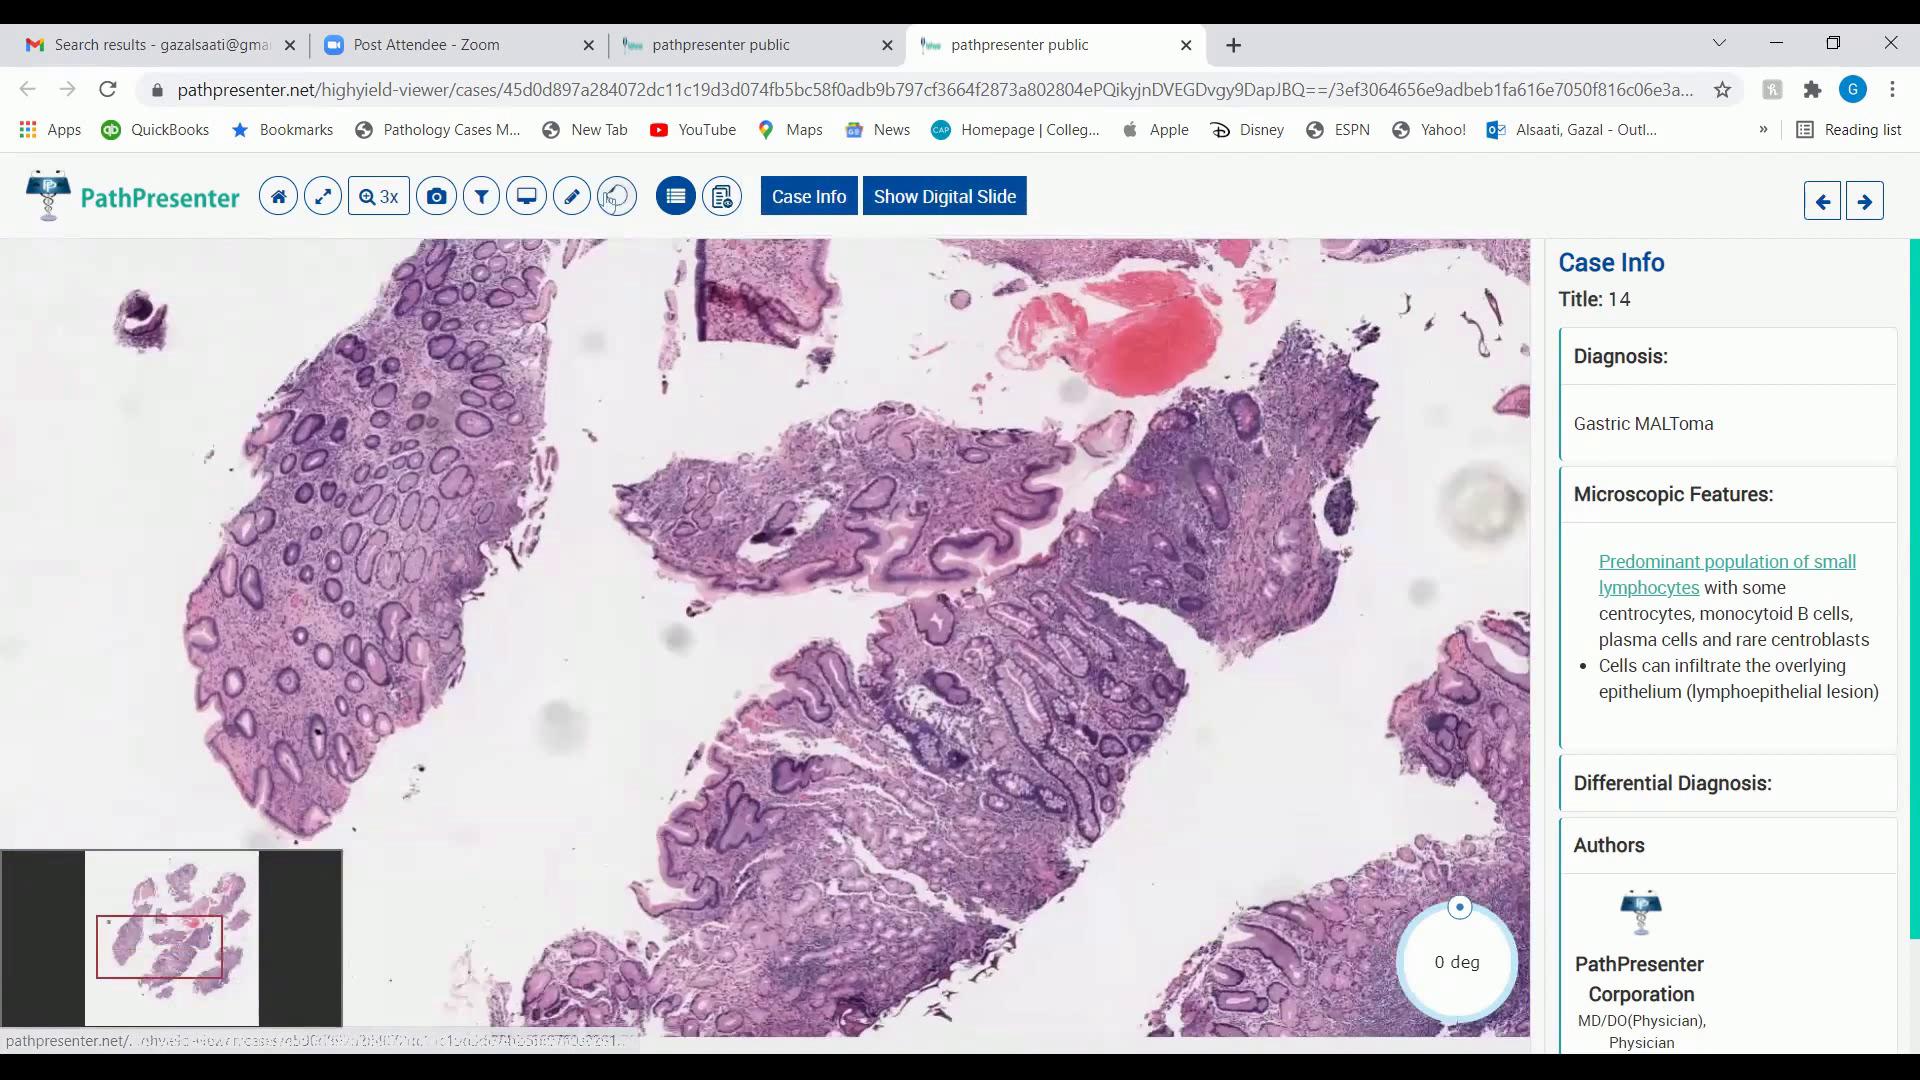 Search results - gazalsaati@gma
Post Attendee - Zoom
pathpresenter public
pathpresenter public
pathpresenter.net/highyield-viewer/cases/45d0d897a284072dc11c19d3d074fb5bc58f0adb9b797cf3664f2873a802804ePQikyjnDVEGDvgy9DapJBQ==/3ef3064656e9adbeb1fa616e7050f816c06e3a...
G
Apps
QuickBooks
Bookmarks
Pathology Cases M...
New Tab
YouTube
Maps
News
CAP
Homepage | Colleg...
Apple
Disney
ESPN
Yahoo!
Alsaati, Gazal - Outl...
»
Reading list
PathPresenter
3x
Case Info
Show Digital Slide
Case Info
Title: 14
Diagnosis:
Gastric MALToma
Microscopic Features:
Predominant population of small
lymphocytes with some
centrocytes, monocytoid B cells,
plasma cells and rare centroblasts
• Cells can infiltrate the overlying
epithelium (lymphoepithelial lesion)
Differential Diagnosis:
Authors
PathPresenter
Corporation
MD/DO(Physician),
Physician
0 deg
pathpresenter.net/